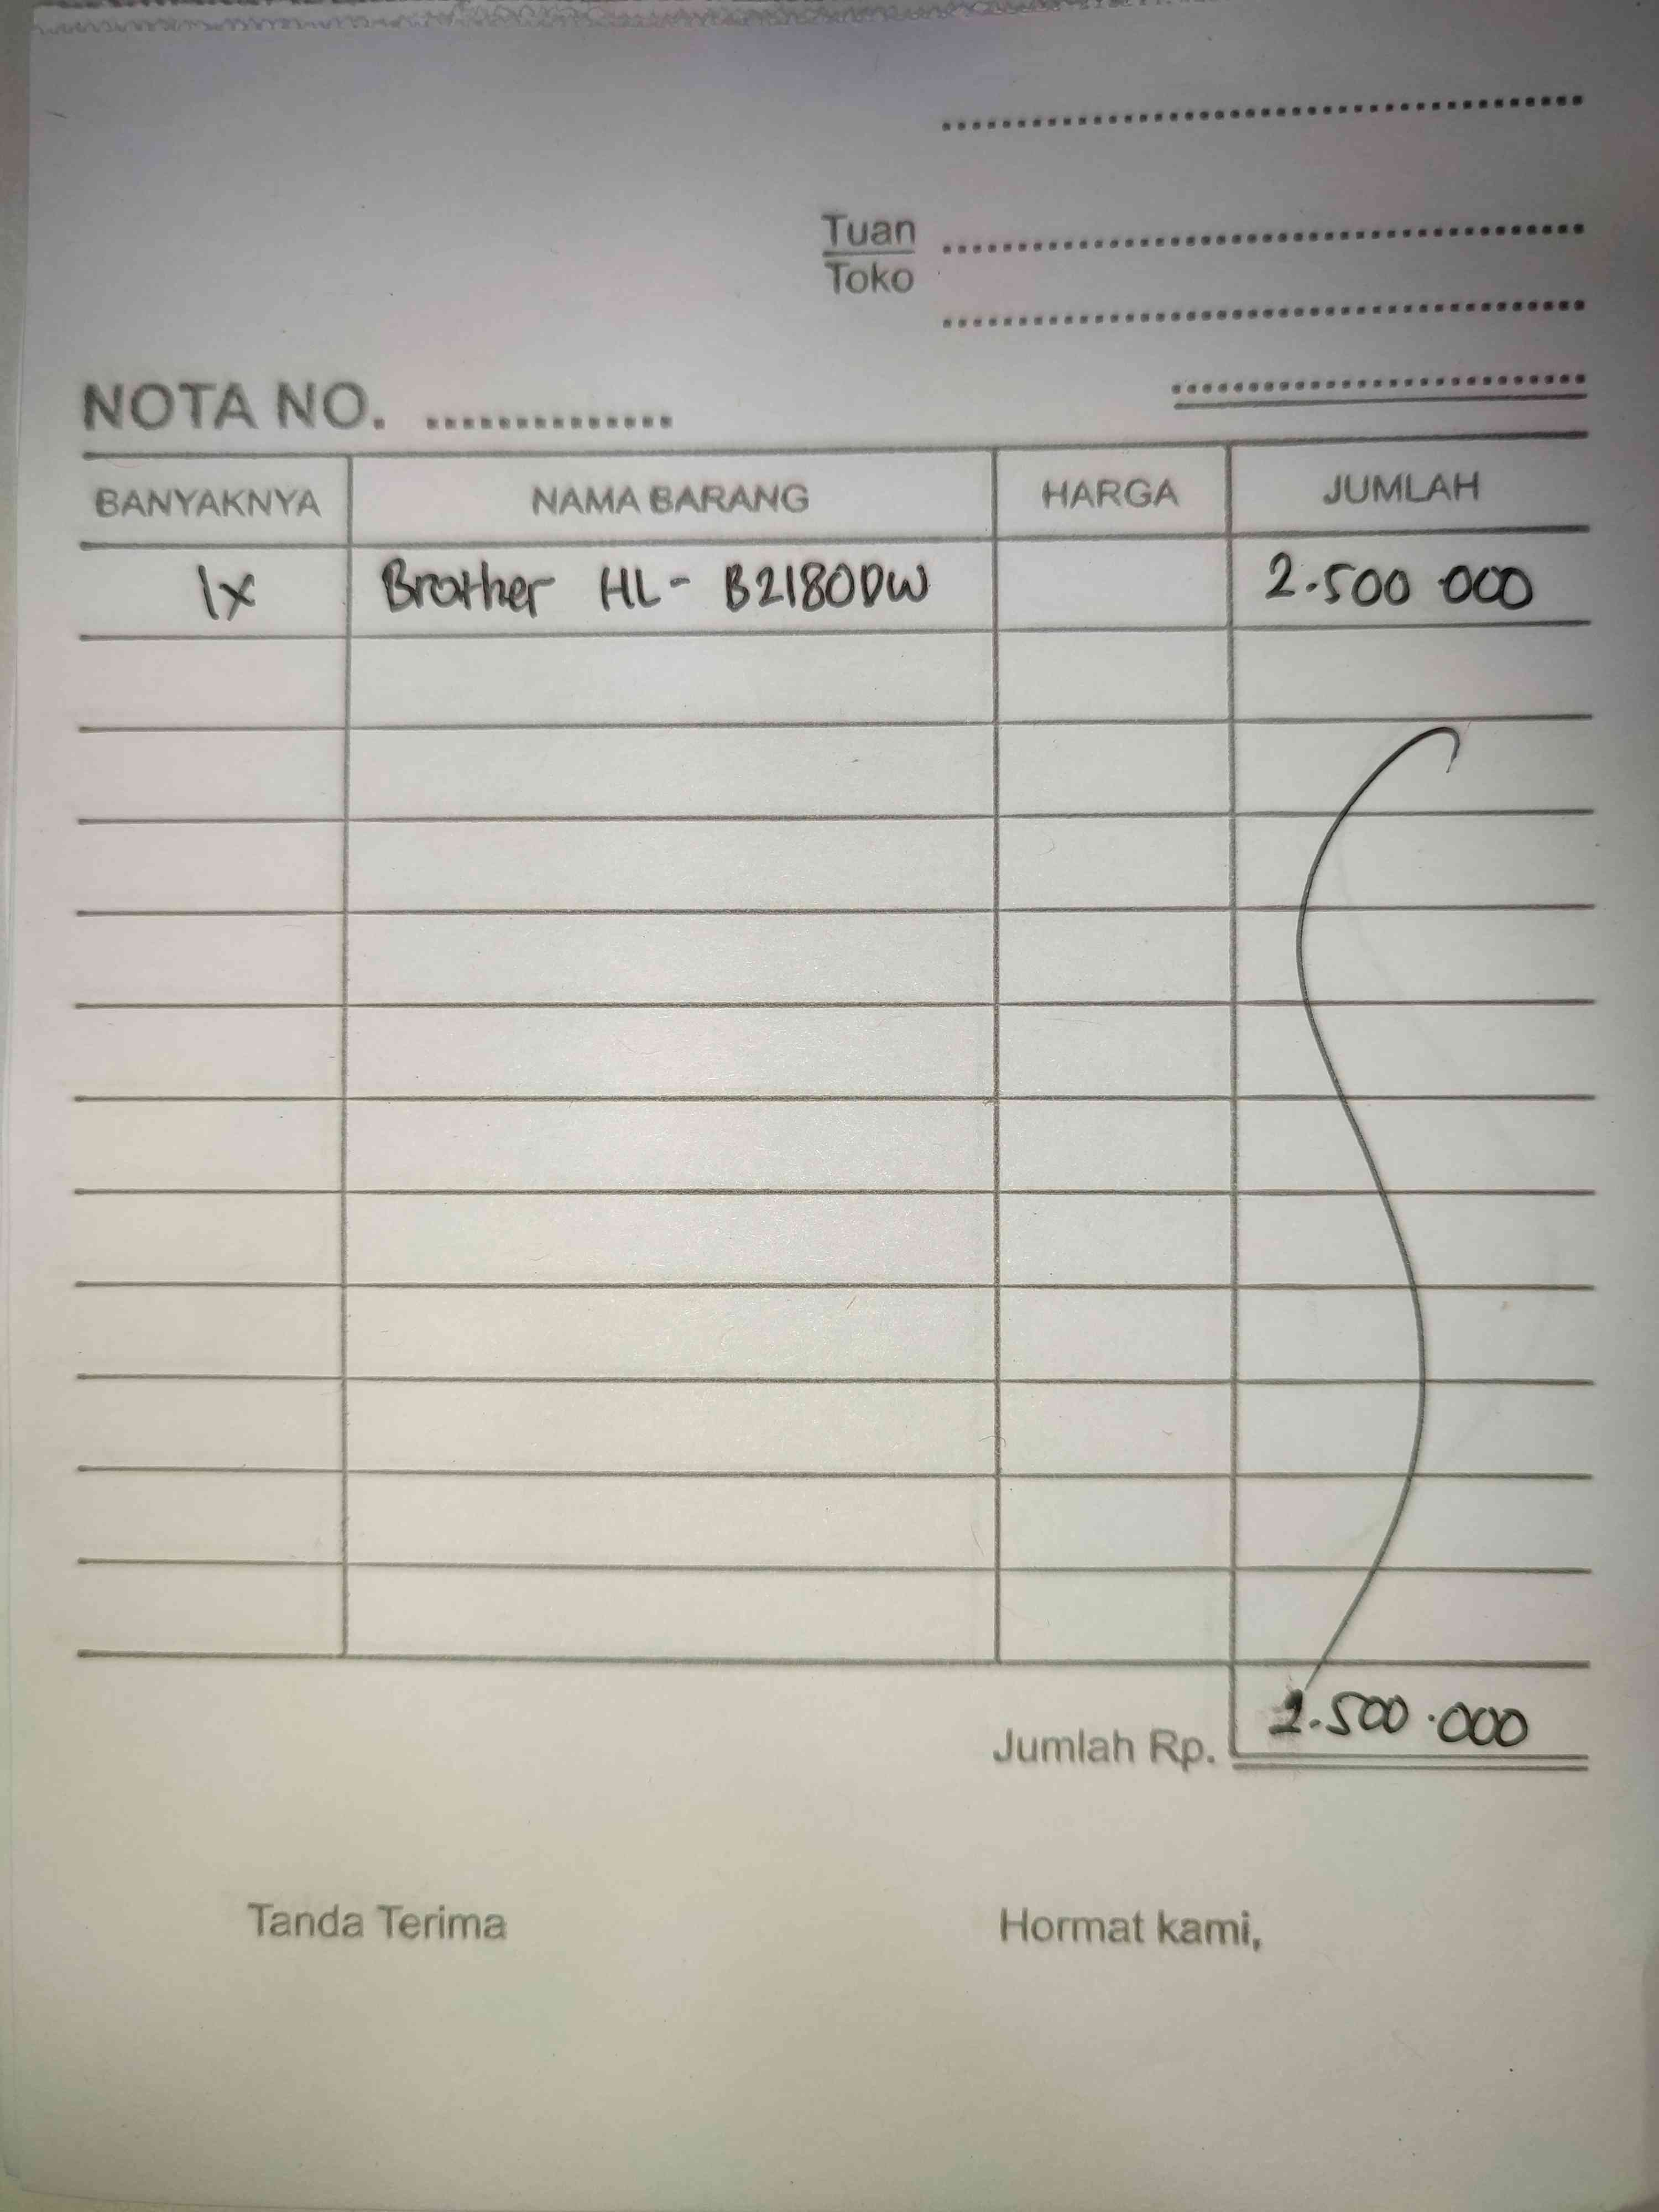 Tuan
Toko
NOTA NO. ..............
BANYAKNYA NAMA BARANG HARGA JUMLAH
1x Brother HL- B2180DW 2.500.000
Jumlah Rp. 2.500.000
Tanda Terima Hormat kami,